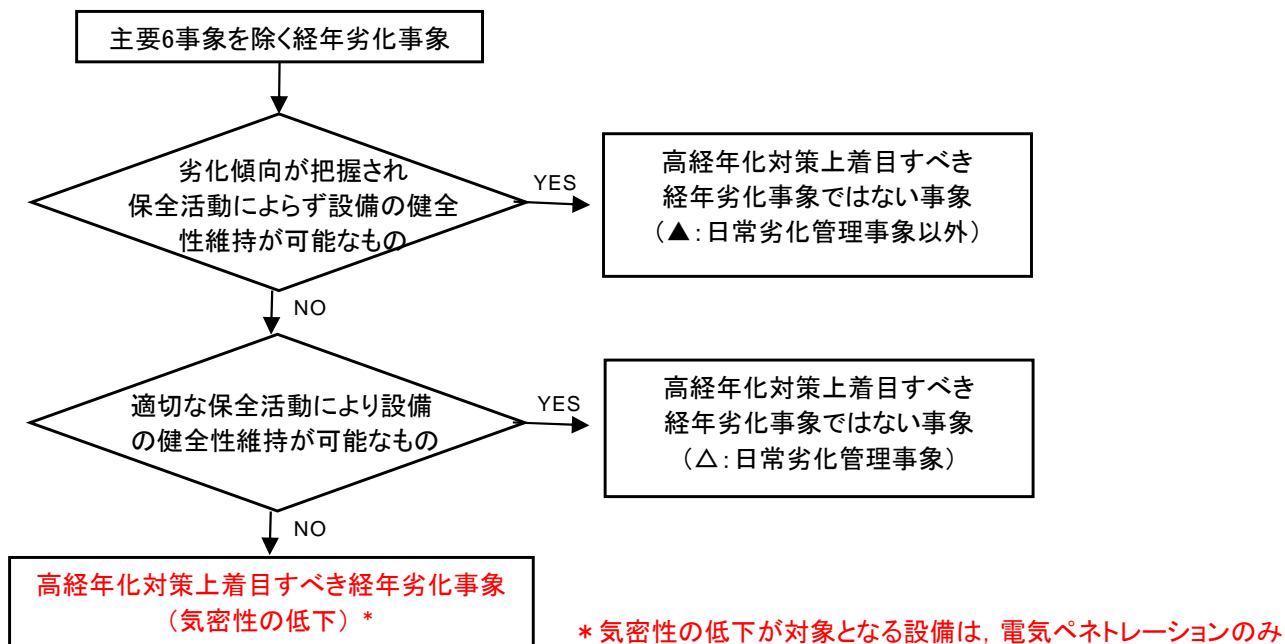 主要6事象を除く経年劣化事象
劣化傾向が把握され
保全活動によらず設備の健全
性維持が可能なもの
YES
高経年化対策上着目すべき
経年劣化事象ではない事象
（▲：日常劣化管理事象以外）
NO
適切な保全活動により設備
の健全性維持が可能なもの
YES
高経年化対策上着目すべき
経年劣化事象ではない事象
（△：日常劣化管理事象）
NO
高経年化対策上着目すべき経年劣化事象
（気密性の低下）*
＊気密性の低下が対象となる設備は，電気ペネトレーションのみ